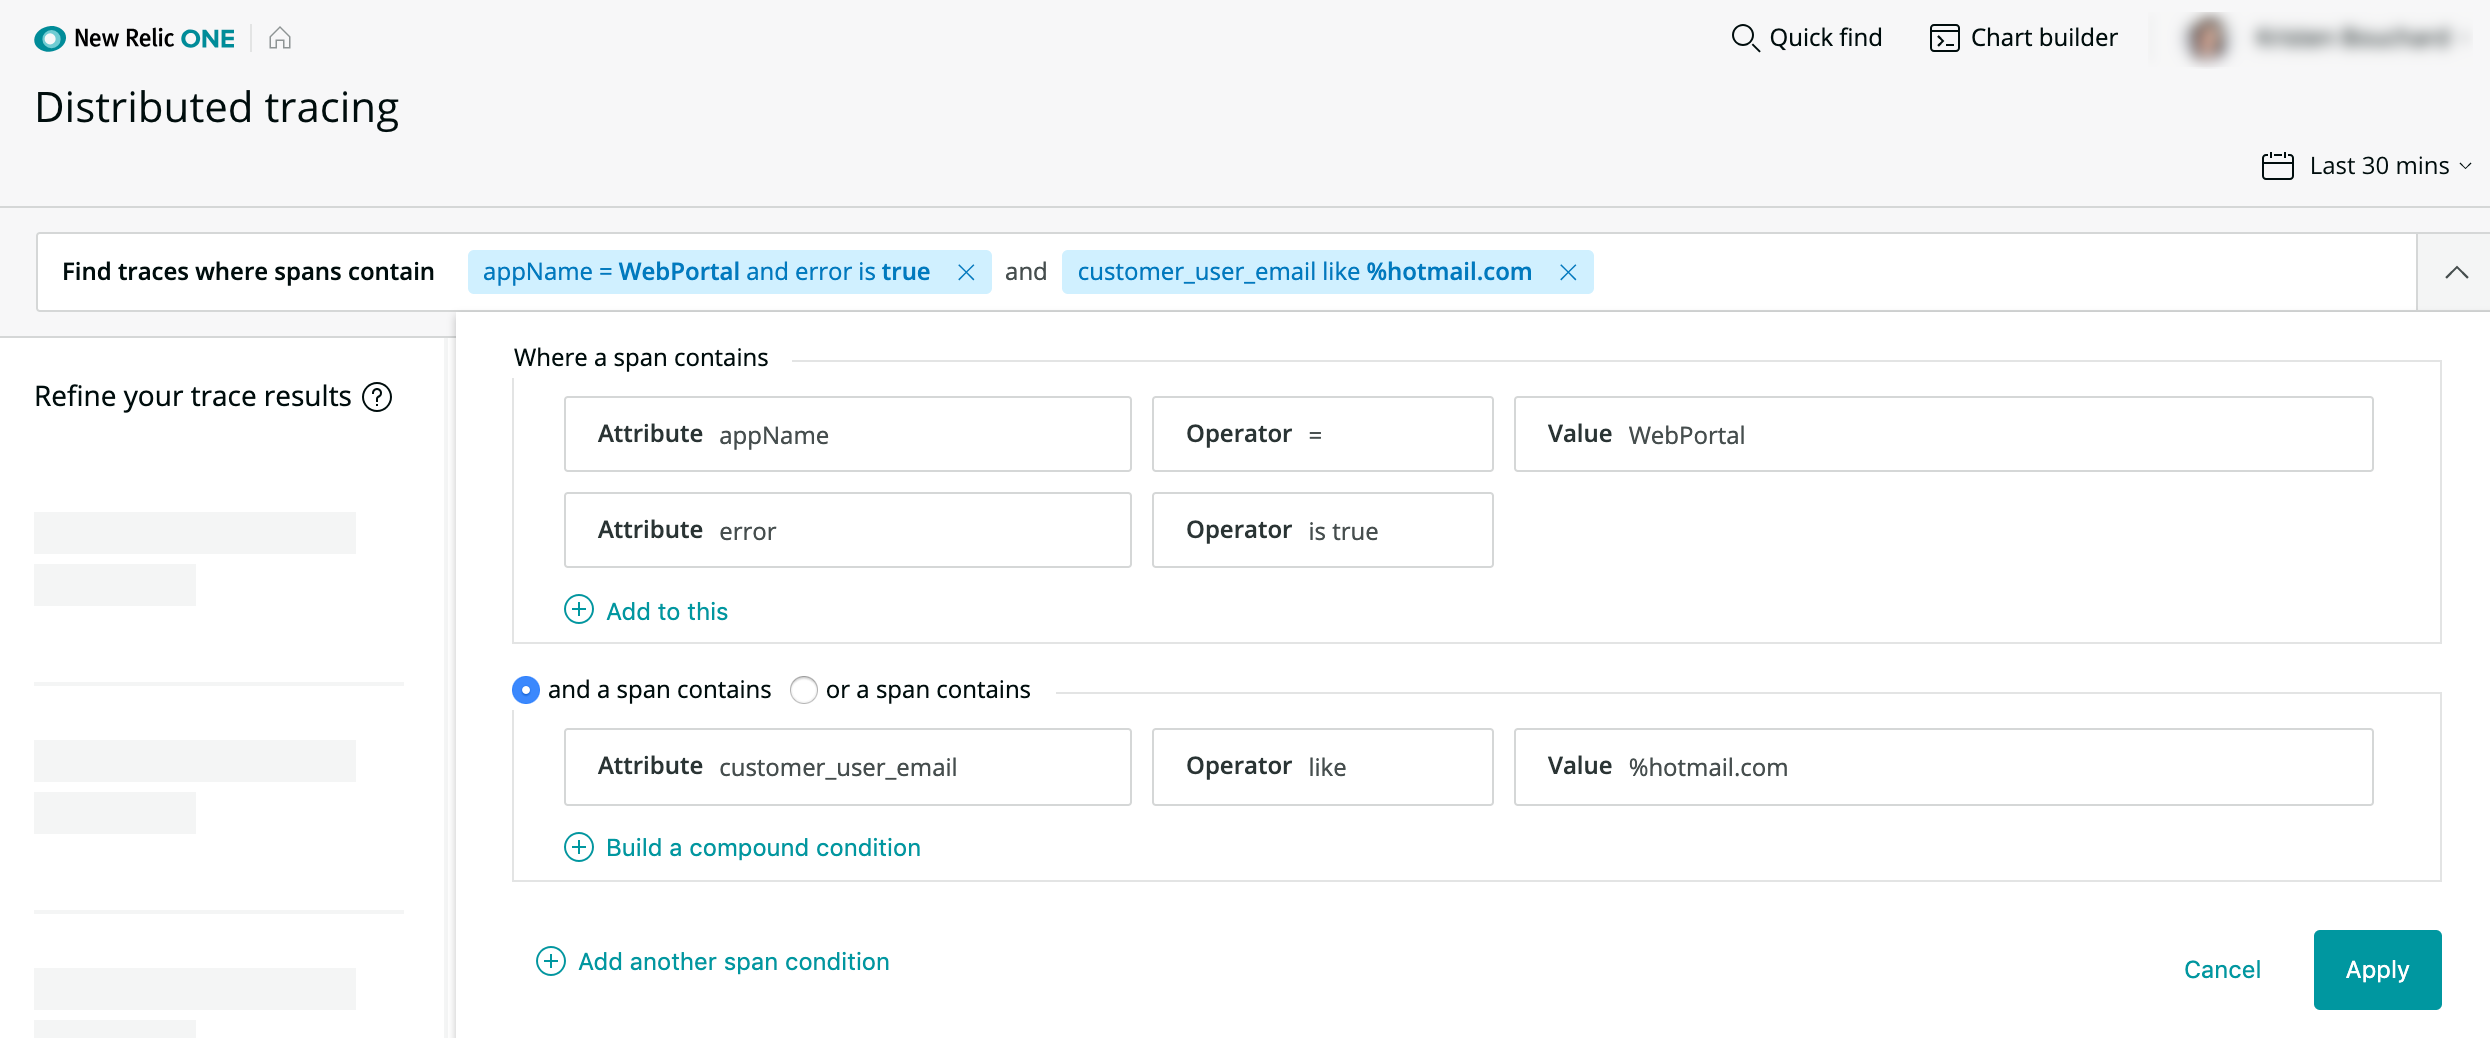 New Relic ONE
Quick find
Chart builder
Distributed tracing
Last 30 mins
Find traces where spans contain appName = WebPortal and error is true and customer_user_email like %hotmail.com
Refine your trace results ?
Where a span contains
Attribute appName Operator = Value WebPortal
Attribute error Operator is true
Add to this
and a span contains or a span contains
Attribute customer_user_email Operator like Value %hotmail.com
Build a compound condition
Add another span condition
Cancel
Apply